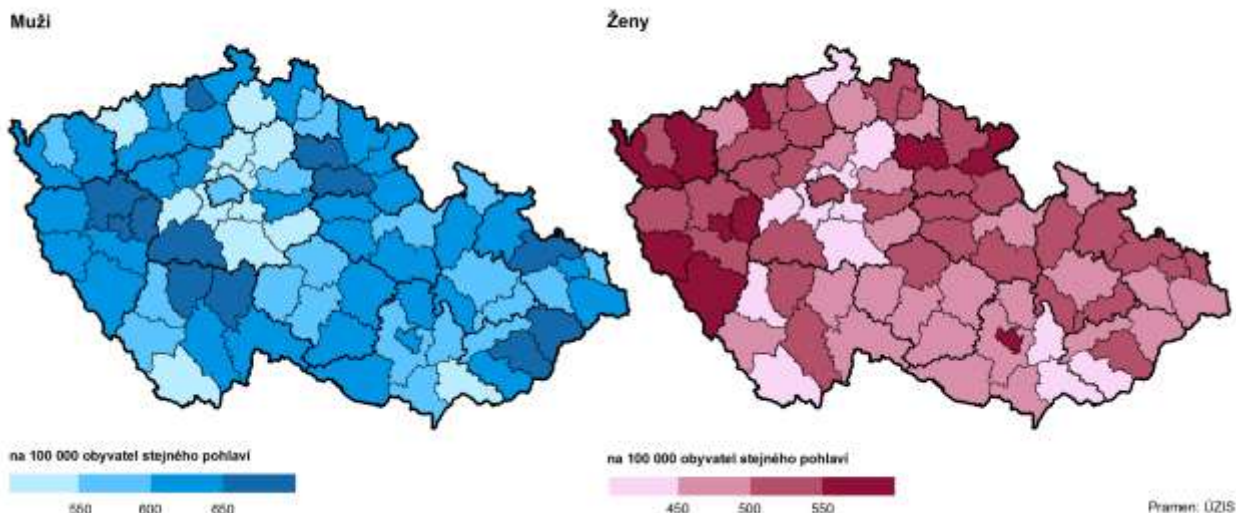 Muži
Ženy
na 100 000 obyvatel stejného pohlaví
550 600 650
na 100 000 obyvatel stejného pohlaví
450 500 550
Pramen: ÚZIS